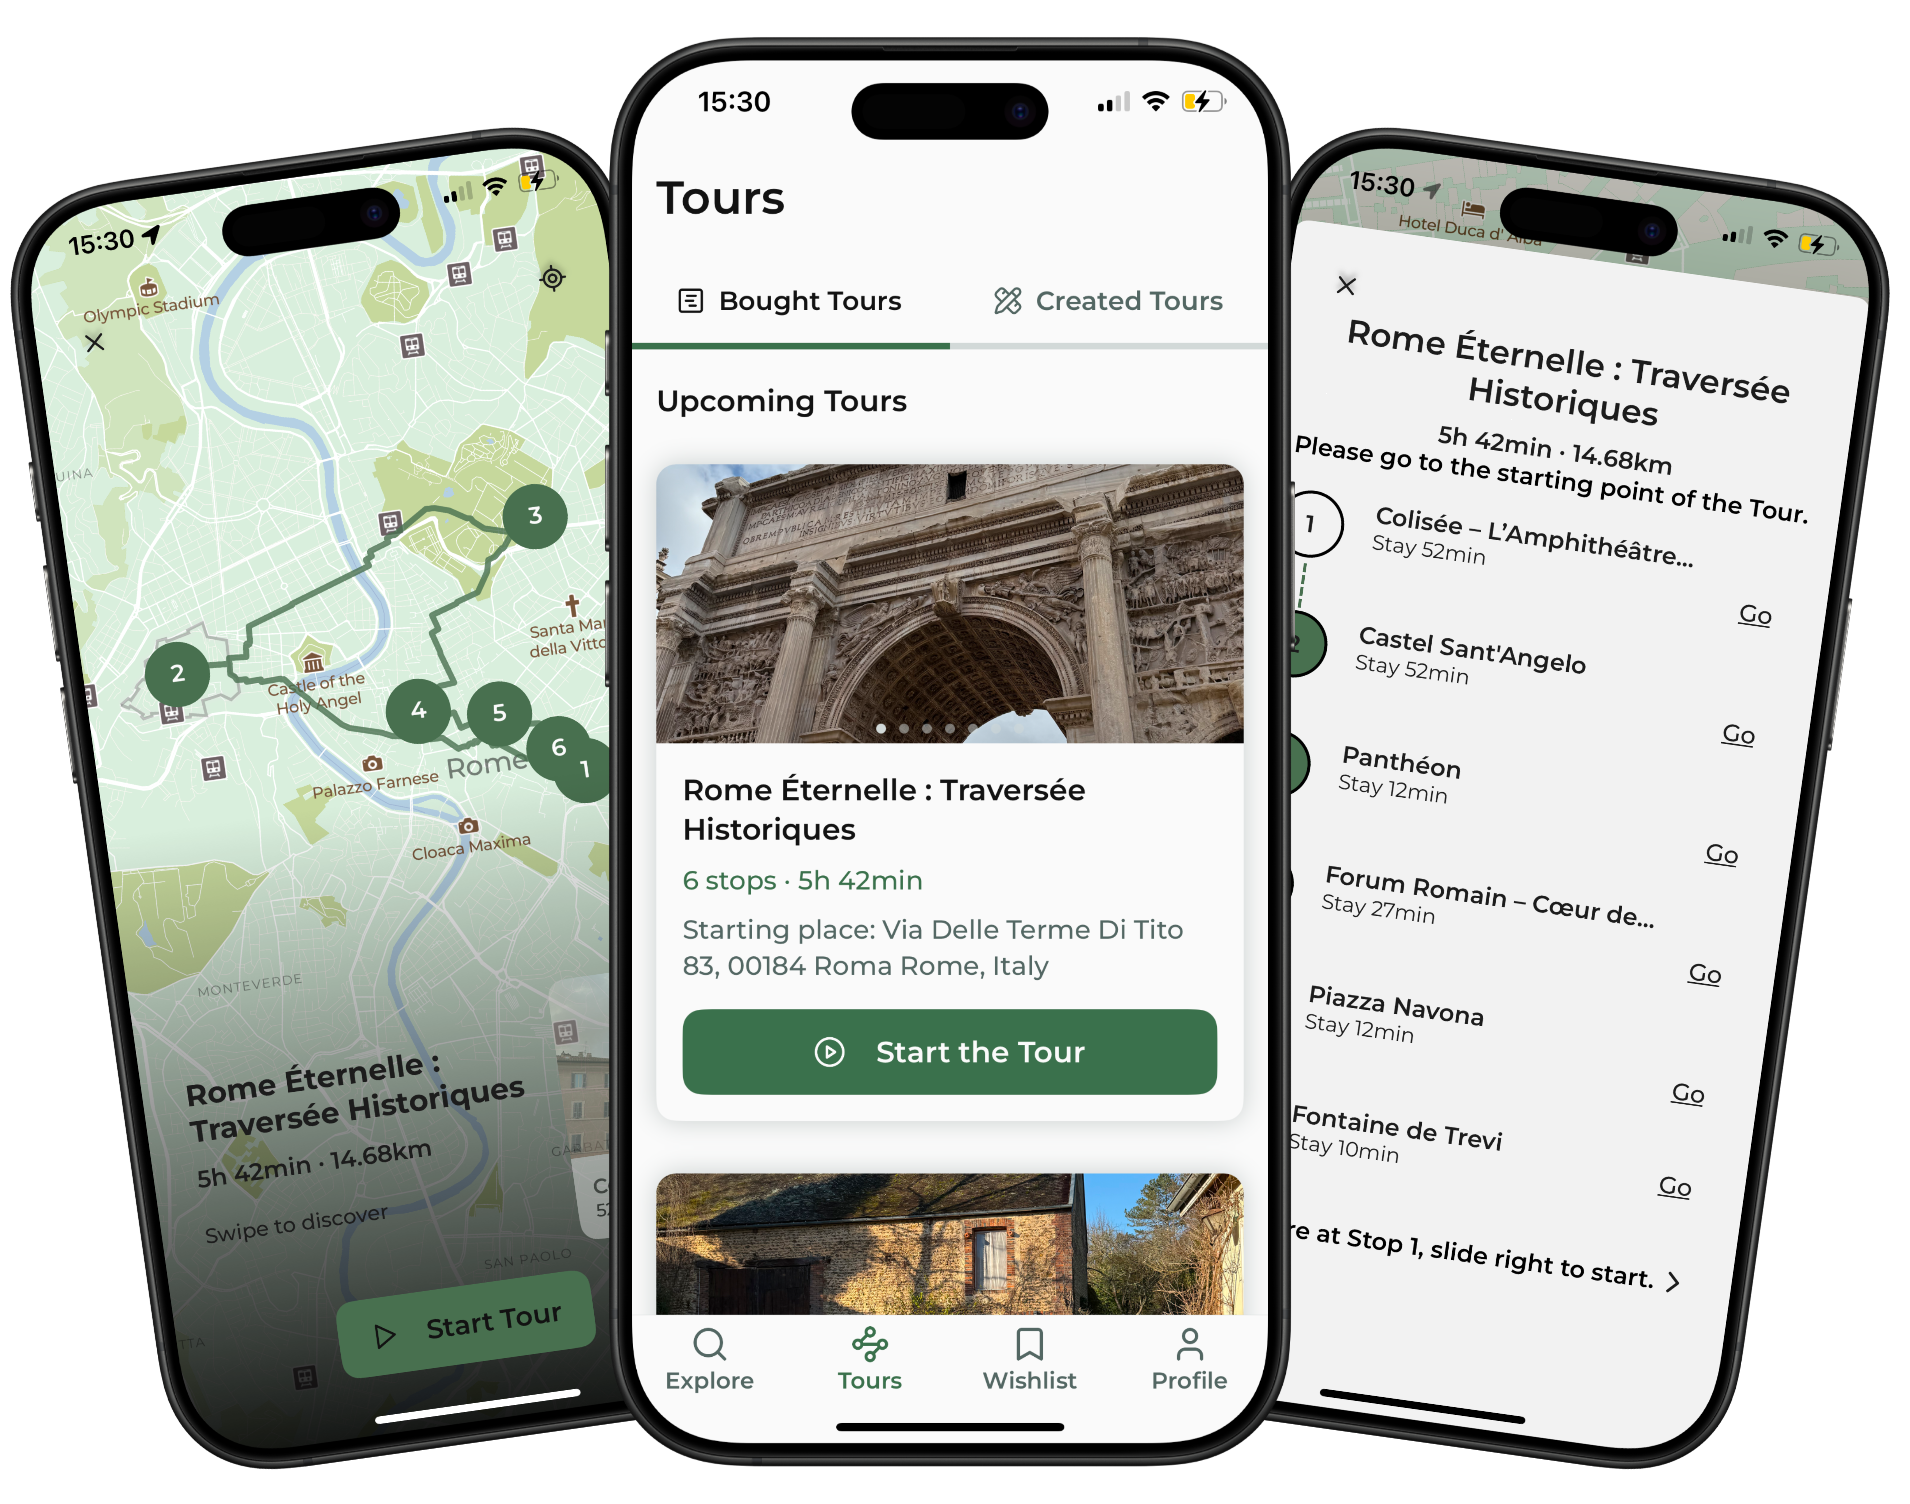 15:30
Olympic Stadium
UINA
3
Santa Mar
della Vitto
2
Castle of the
Holy Angel
4
5
6
1
Rome
Palazzo Farnese
Cloaca Maxima
MONTEVERDE
Rome Éternelle :
Traversée Historiques
5h 42min · 14.68km
GARBA
Swipe to discover
SAN PAOLO
TTA
Start Tour
15:30
Tours
Bought Tours
Created Tours
Upcoming Tours
Rome Éternelle : Traversée
Historiques
6 stops · 5h 42min
Starting place: Via Delle Terme Di Tito
83, 00184 Roma Rome, Italy
Start the Tour
Explore
Tours
Wishlist
Profile
15:30
Hotel Duca d' Alba
Rome Éternelle : Traversée
Historiques
5h 42min · 14.68km
Please go to the starting point of the Tour.
1
Colisée – L'Amphithéâtre...
Stay 52min
Go
2
Castel Sant'Angelo
Stay 52min
Go
Panthéon
Stay 12min
Go
Forum Romain – Cœur de...
Stay 27min
Go
Piazza Navona
Stay 12min
Go
Fontaine de Trevi
Stay 10min
Go
re at Stop 1, slide right to start.